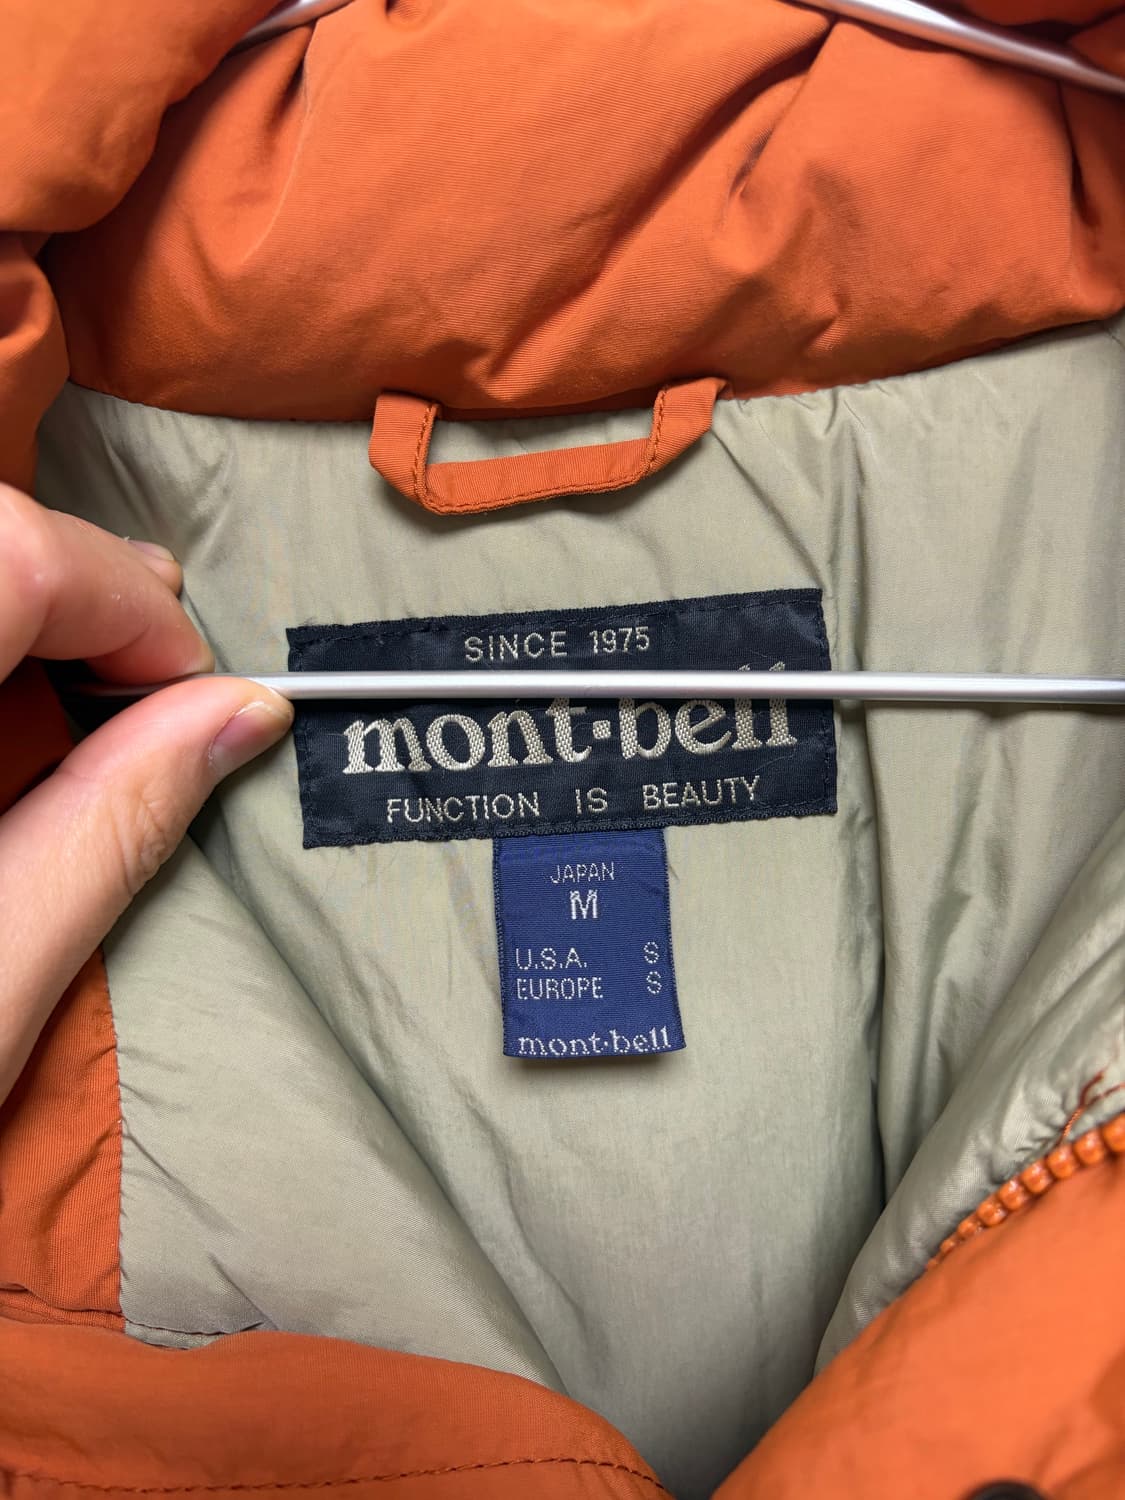 SINCE 1975
mont·bell
FUNCTION IS BEAUTY
JAPAN
M
U.S.A. S
EUROPE S
mont·bell